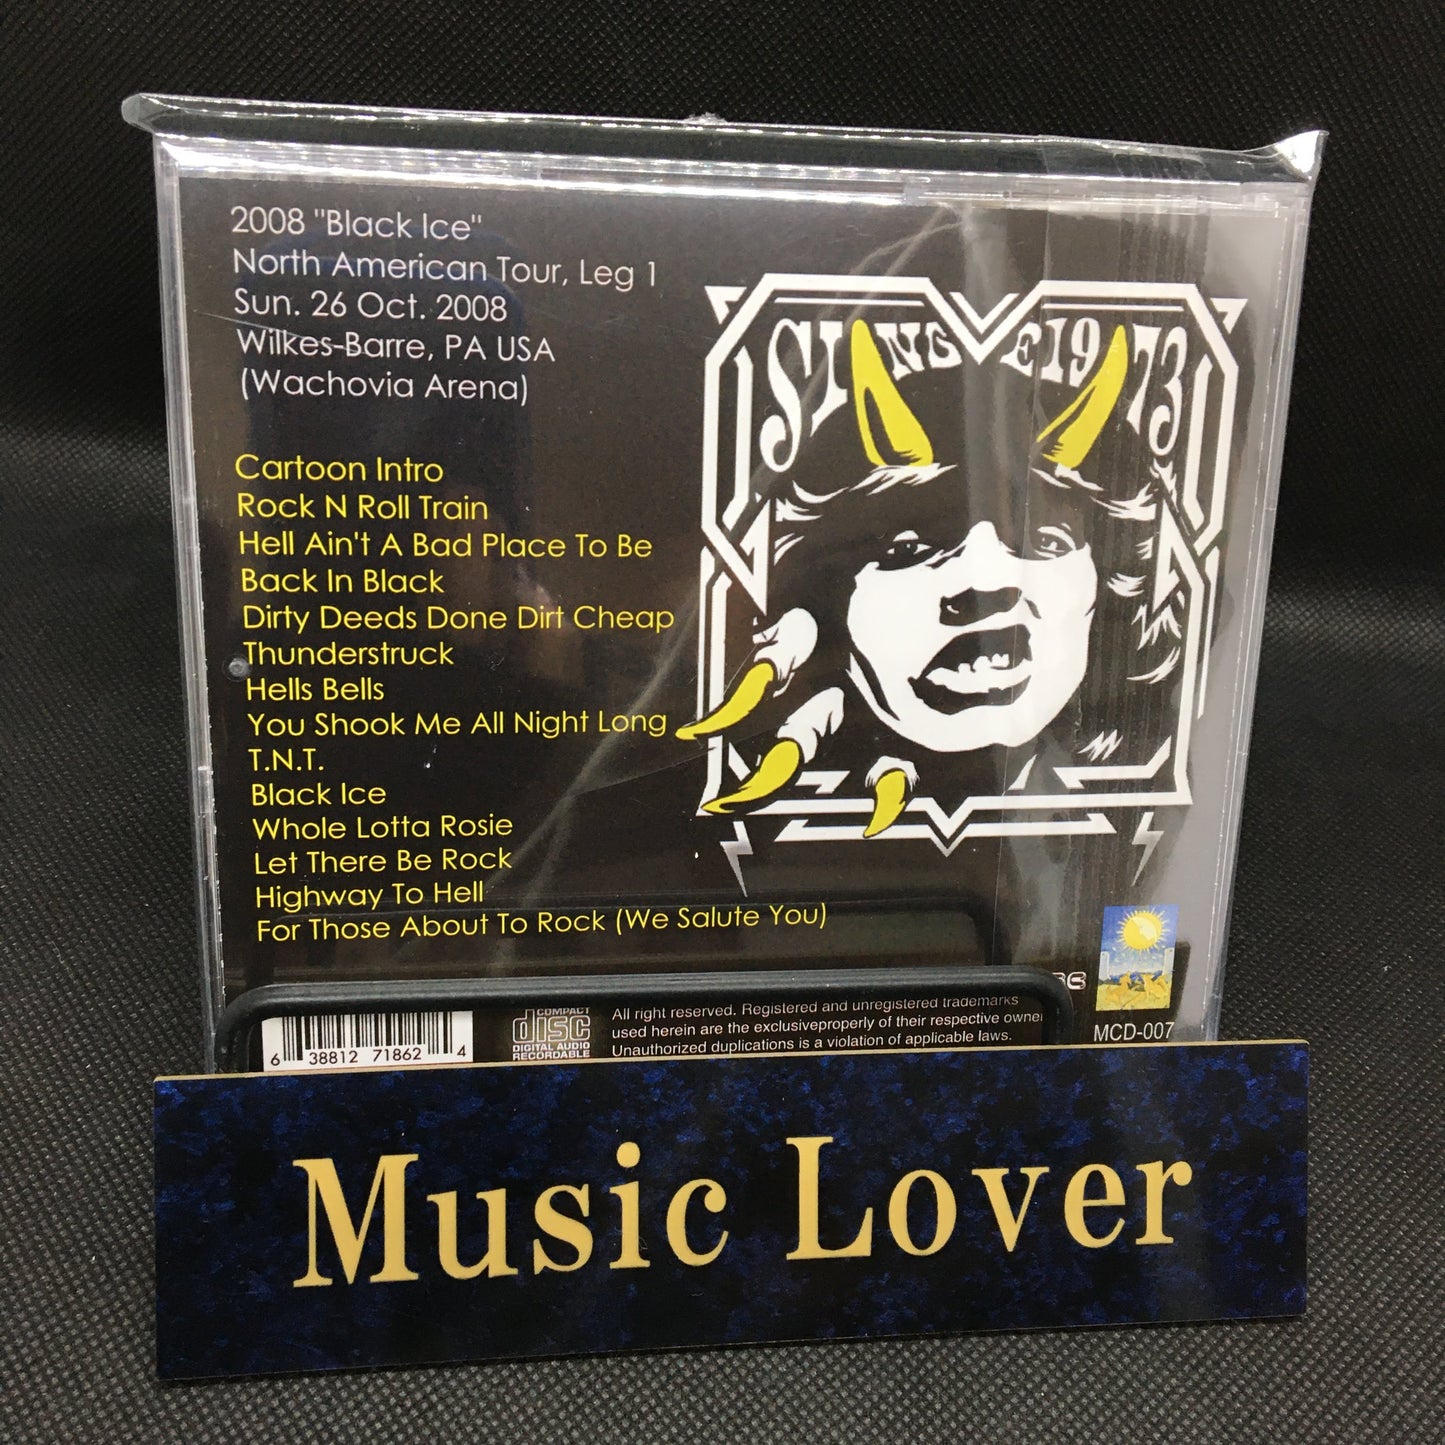 2008 "Black Ice"
North American Tour, Leg 1
Sun. 26 Oct. 2008
Wilkes-Barre, PA USA
(Wachovia Arena)
SINCE 1973
Cartoon Intro
Rock N Roll Train
Hell Ain't A Bad Place To Be
Back In Black
Dirty Deeds Done Dirt Cheap
Thunderstruck
Hells Bells
You Shook Me All Night Long
T.N.T.
Black Ice
Whole Lotta Rosie
Let There Be Rock
Highway To Hell
For Those About To Rock (We Salute You)
6 38812 71862 4
COMPACT
disc
DIGITAL AUDIO
RECORDABLE
All right reserved. Registered and unregistered trademarks
used herein are the exclusiveproperly of their respective owner
Unauthorized duplications is a violation of applicable laws.
MCD-007
Music Lover